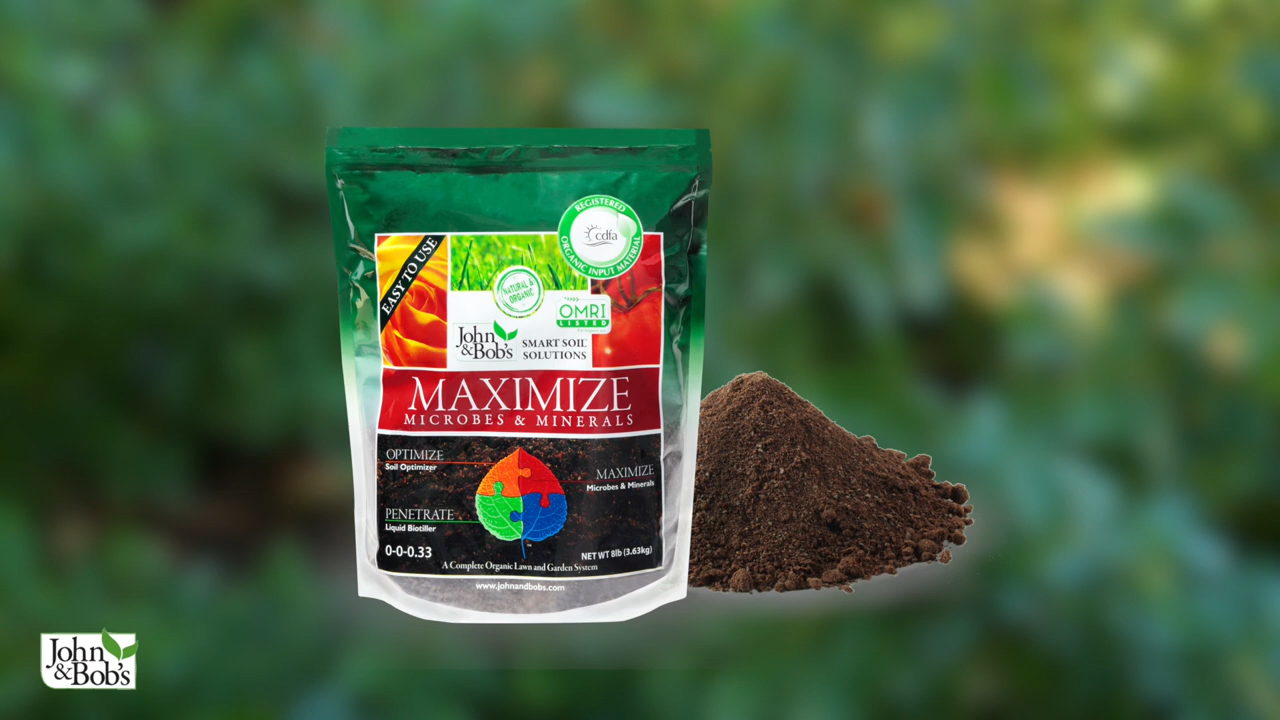 REGISTERED
cdfa
ORGANIC INPUT MATERIAL
EASY TO USE
NATURAL & ORGANIC
OMRI
LISTED
John
&Bob's
SMART SOIL
SOLUTIONS
MAXIMIZE
MICROBES & MINERALS
OPTIMIZE
Soil Optimizer
MAXIMIZE
Microbes & Minerals
PENETRATE
Liquid Biotiller
0-0-0.33
NET WT 8lb (3.63kg)
A Complete Organic Lawn and Garden System
www.johnandbobs.com
John
&Bob's